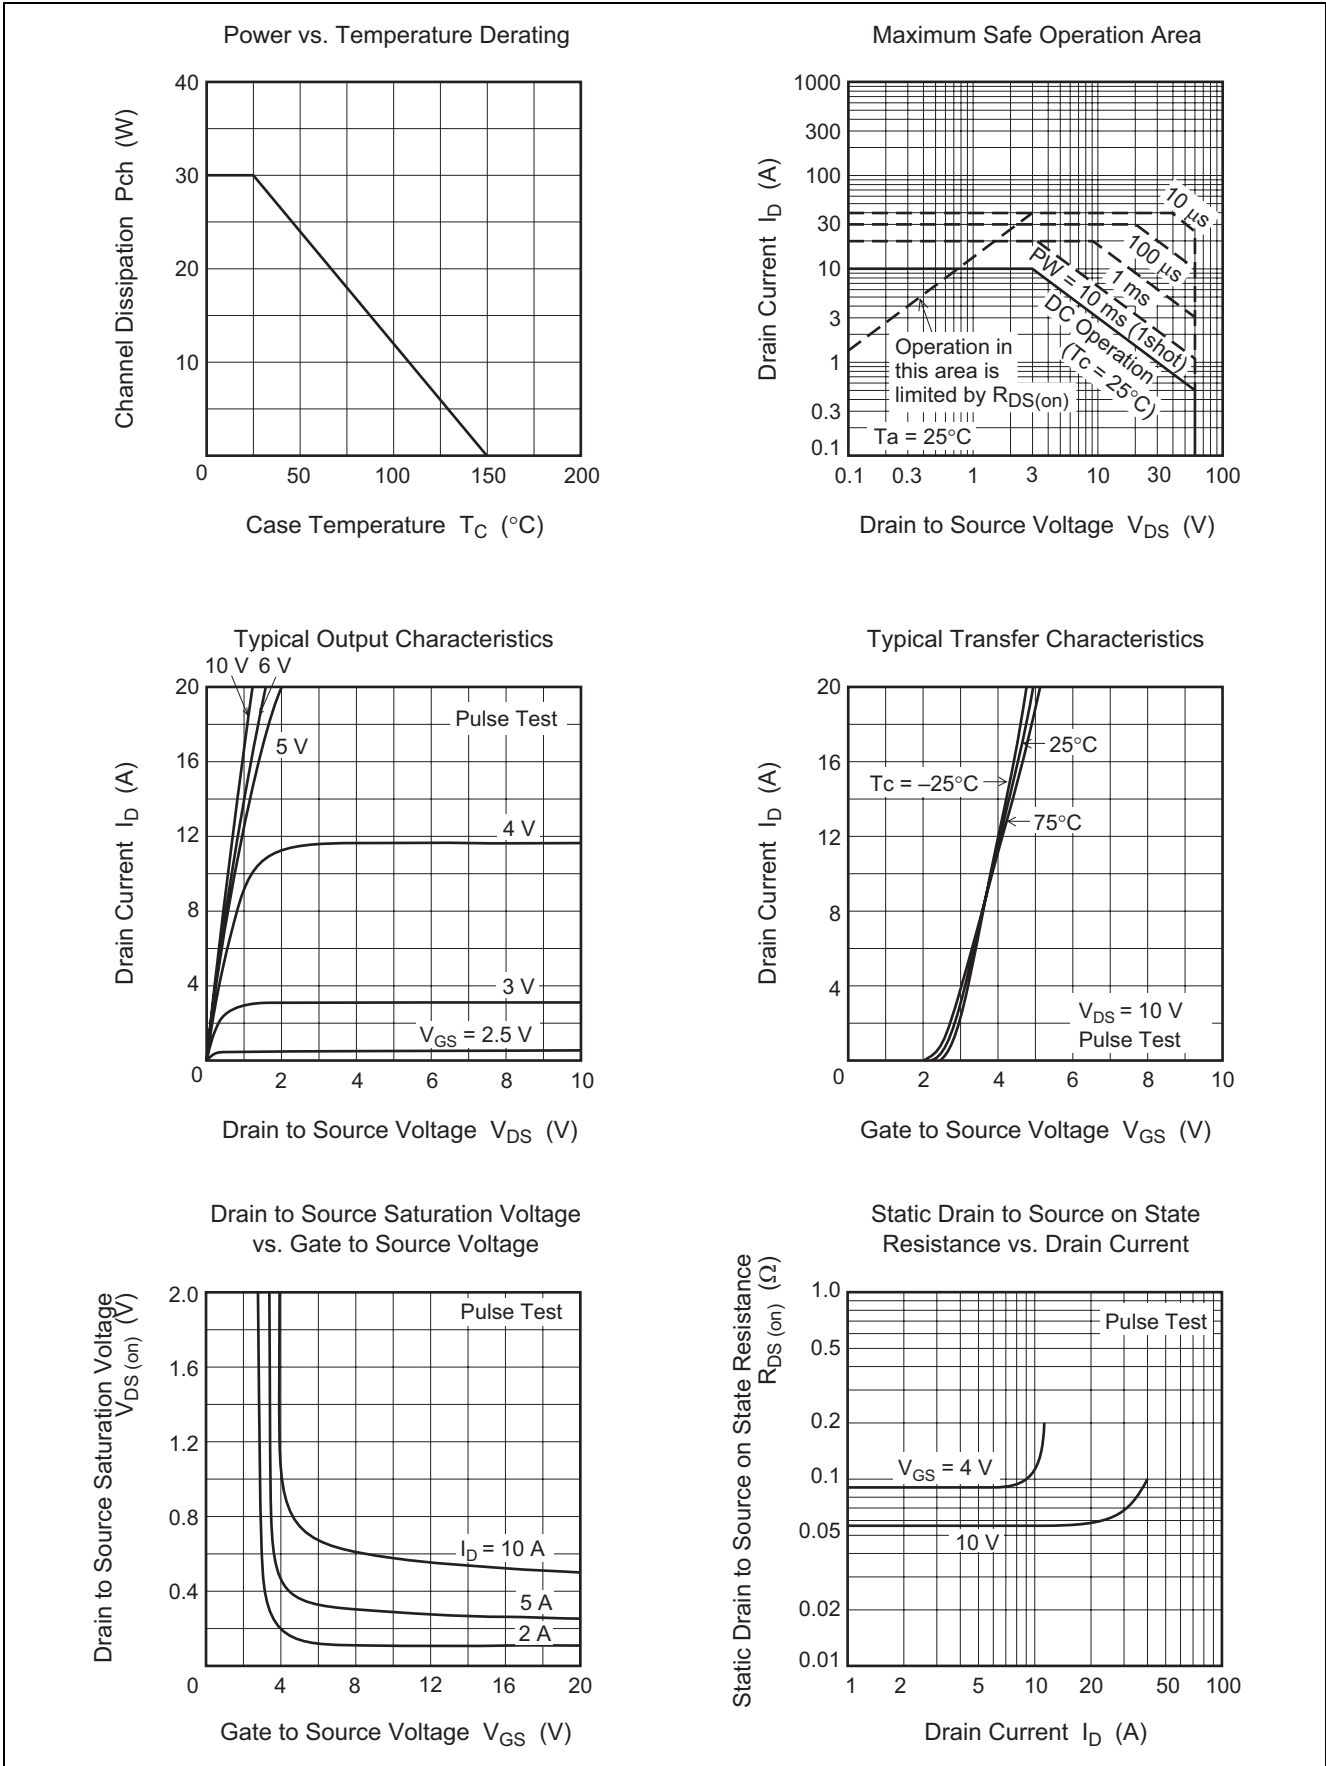 Power vs. Temperature Derating
40
30
20
10
0
50
100
150
200
Channel Dissipation Pch (W)
Case Temperature TC (°C)
Maximum Safe Operation Area
1000
300
100
30
10
3
1
0.3
0.1
0.1
0.3
1
3
10
30
100
Drain Current ID (A)
10 μs
100 μs
1 ms
PW = 10 ms (1shot)
DC Operation
(Tc = 25°C)
Operation in
this area is
limited by RDS(on)
Ta = 25°C
Drain to Source Voltage VDS (V)
Typical Output Characteristics
10 V
6 V
20
16
12
8
4
0
2
4
6
8
10
Pulse Test
5 V
4 V
3 V
VGS = 2.5 V
Drain Current ID (A)
Drain to Source Voltage VDS (V)
Typical Transfer Characteristics
20
16
12
8
4
0
2
4
6
8
10
25°C
Tc = –25°C
75°C
VDS = 10 V
Pulse Test
Drain Current ID (A)
Gate to Source Voltage VGS (V)
Drain to Source Saturation Voltage
vs. Gate to Source Voltage
2.0
1.6
1.2
0.8
0.4
0
4
8
12
16
20
Pulse Test
ID = 10 A
5 A
2 A
Drain to Source Saturation Voltage
VDS (on) (V)
Gate to Source Voltage VGS (V)
Static Drain to Source on State
Resistance vs. Drain Current
1.0
0.5
0.2
0.1
0.05
0.02
0.01
1
2
5
10
20
50
100
Pulse Test
VGS = 4 V
10 V
Static Drain to Source on State Resistance
RDS (on) (Ω)
Drain Current ID (A)